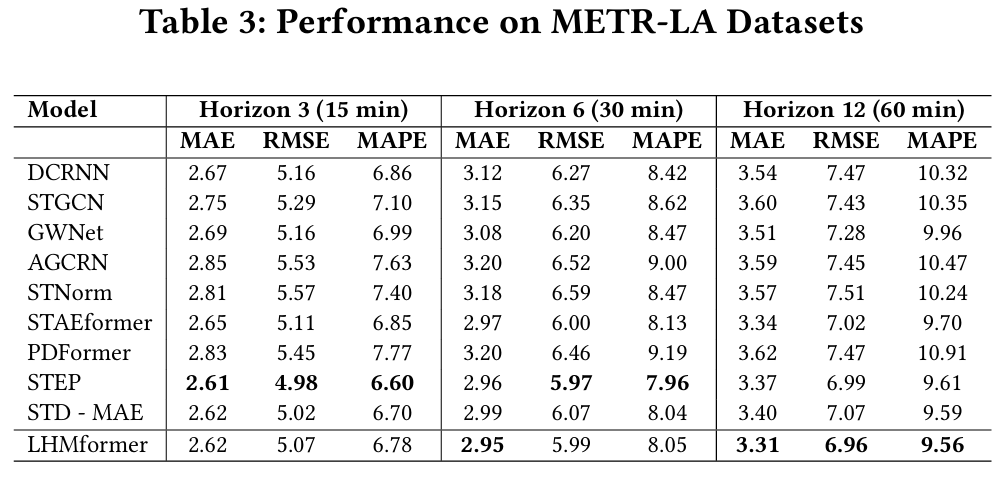 Table 3: Performance on METR-LA Datasets
Model Horizon 3 (15 min) Horizon 6 (30 min) Horizon 12 (60 min)
MAE RMSE MAPE MAE RMSE MAPE MAE RMSE MAPE
DCRNN 2.67 5.16 6.86 3.12 6.27 8.42 3.54 7.47 10.32
STGCN 2.75 5.29 7.10 3.15 6.35 8.62 3.60 7.43 10.35
GWNet 2.69 5.16 6.99 3.08 6.20 8.47 3.51 7.28 9.96
AGCRN 2.85 5.53 7.63 3.20 6.52 9.00 3.59 7.45 10.47
STNorm 2.81 5.57 7.40 3.18 6.59 8.47 3.57 7.51 10.24
STAEformer 2.65 5.11 6.85 2.97 6.00 8.13 3.34 7.02 9.70
PDFormer 2.83 5.45 7.77 3.20 6.46 9.19 3.62 7.47 10.91
STEP 2.61 4.98 6.60 2.96 5.97 7.96 3.37 6.99 9.61
STD - MAE 2.62 5.02 6.70 2.99 6.07 8.04 3.40 7.07 9.59
LHMformer 2.62 5.07 6.78 2.95 5.99 8.05 3.31 6.96 9.56